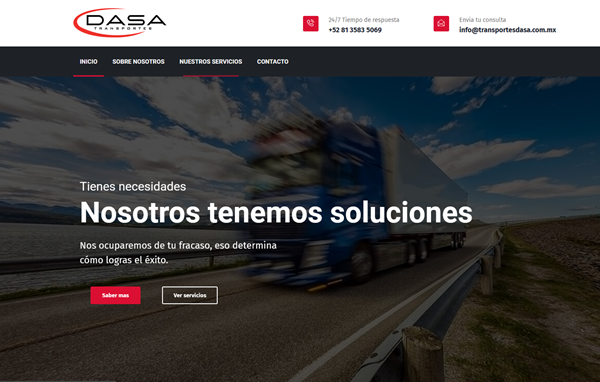 DASA
TRANSPORTES
24/7 Tiempo de respuesta
+52 81 3583 5069
Envía tu consulta
info@transportesdasa.com.mx
INICIO SOBRE NOSOTROS NUESTROS SERVICIOS CONTACTO
Tienes necesidades
Nosotros tenemos soluciones
Nos ocuparemos de tu fracaso, eso determina
cómo logras el éxito.
Saber mas Ver servicios